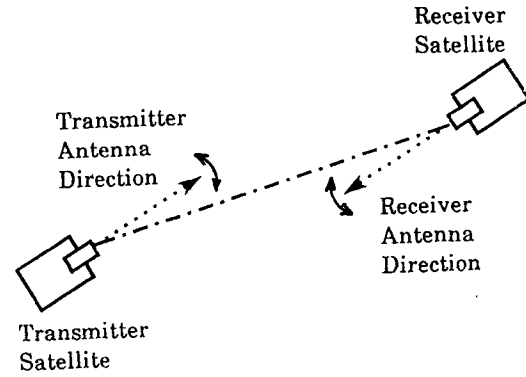 Receiver
Satellite
Transmitter
Antenna
Direction
Receiver
Antenna
Direction
Transmitter
Satellite